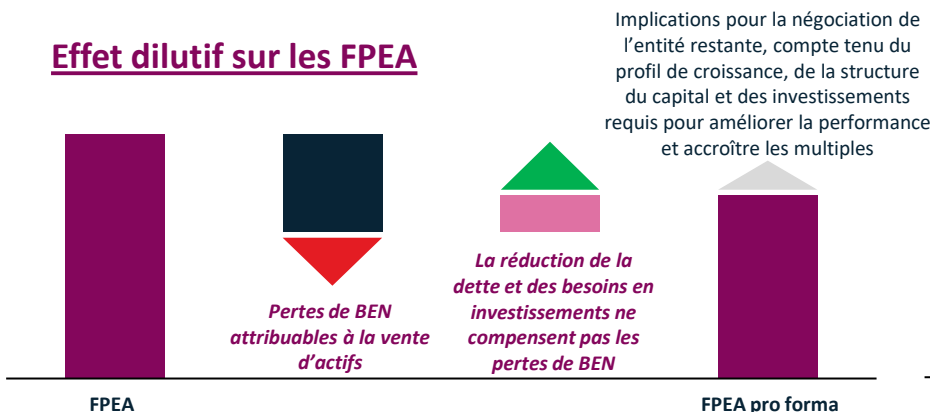 Effet dilutif sur les FPEA
Implications pour la négociation de
l'entité restante, compte tenu du
profil de croissance, de la structure
du capital et des investissements
requis pour améliorer la performance
et accroître les multiples
Pertes de BEN
attribuables à la vente
d'actifs
La réduction de la
dette et des besoins en
investissements ne
compensent pas les
pertes de BEN
FPEA
FPEA pro forma